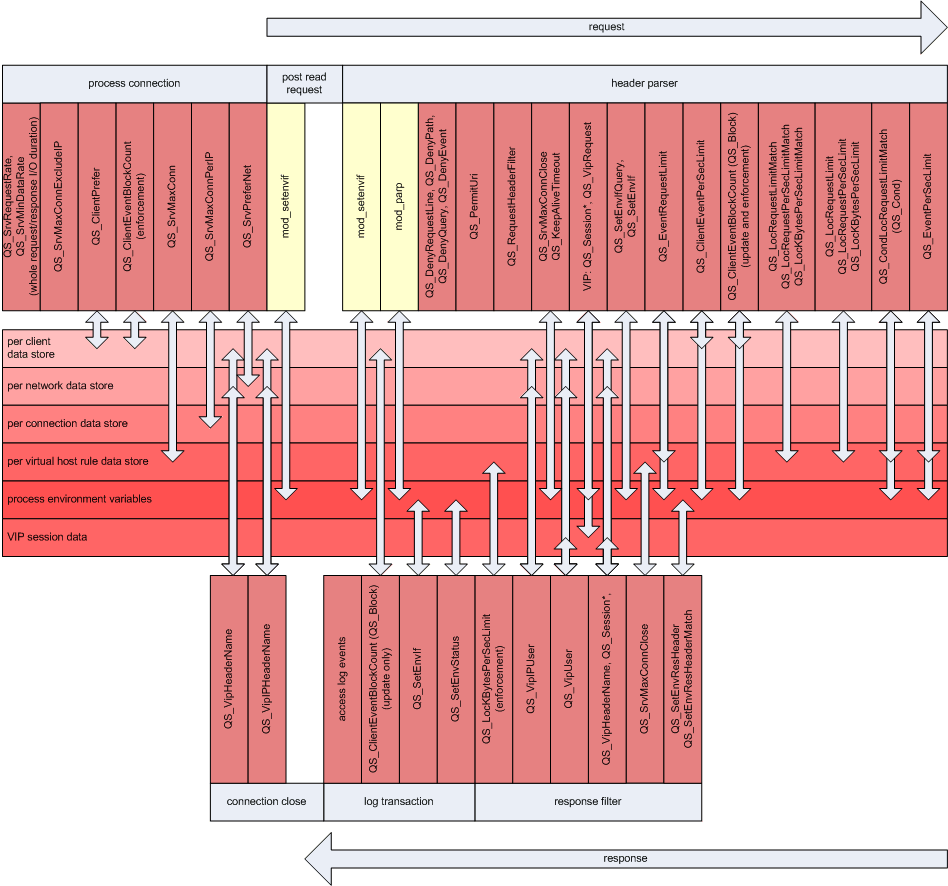 request
process connection
post read
request
header parser
QS_SrvRequestRate,
QS_SrvMinDataRate
(whole request/response I/O duration)
QS_SrvMaxConnExcludeIP
QS_ClientPrefer
QS_ClientEventBlockCount
(enforcement)
QS_SrvMaxConn
QS_SrvMaxConnPerIP
QS_SrvPreferNet
mod_setenvif
mod_setenvif
mod_parp
QS_DenyRequestLine, QS_DenyPath,
QS_DenyQuery, QS_DenyEvent
QS_PermitUri
QS_RequestHeaderFilter
QS_SrvMaxConnClose
QS_KeepAliveTimeout
VIP: QS_Session*, QS_VipRequest
QS_SetEnvIfQuery,
QS_SetEnvIf
QS_EventRequestLimit
QS_ClientEventPerSecLimit
QS_ClientEventBlockCount (QS_Block)
(update and enforcement)
QS_LocRequestLimitMatch
QS_LocRequestPerSecLimitMatch
QS_LocKBytesPerSecLimitMatch
QS_LocRequestLimit
QS_LocRequestPerSecLimit
QS_LocKBytesPerSecLimit
QS_CondLocRequestLimitMatch
(QS_Cond)
QS_EventPerSecLimit
per client
data store
per network data store
per connection data store
per virtual host rule data store
process environment variables
VIP session data
QS_VipHeaderName
QS_VipIPHeaderName
access log events
QS_ClientEventBlockCount (QS_Block)
(update only)
QS_SetEnvIf
QS_SetEnvStatus
QS_LocKBytesPerSecLimit
(enforcement)
QS_VipIPUser
QS_VipUser
QS_VipHeaderName, QS_Session*,
QS_SrvMaxConnClose
QS_SetEnvResHeader
QS_SetEnvResHeaderMatch
connection close
log transaction
response filter
response